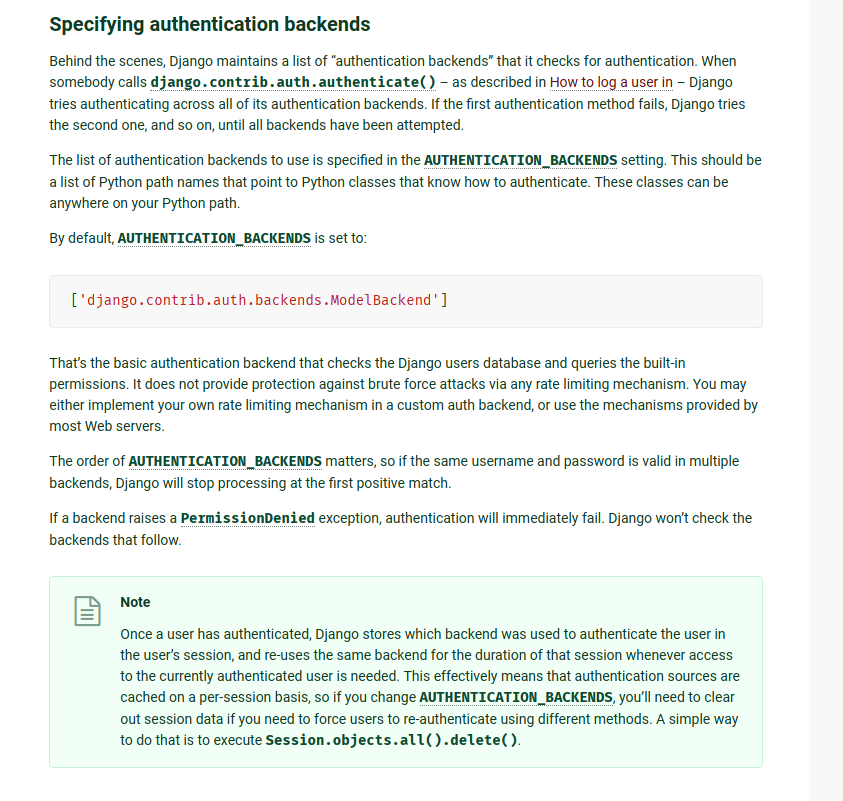 Specifying authentication backends
Behind the scenes, Django maintains a list of “authentication backends” that it checks for authentication. When
somebody calls django.contrib.auth.authenticate() – as described in How to log a user in – Django
tries authenticating across all of its authentication backends. If the first authentication method fails, Django tries
the second one, and so on, until all backends have been attempted.
The list of authentication backends to use is specified in the AUTHENTICATION_BACKENDS setting. This should be
a list of Python path names that point to Python classes that know how to authenticate. These classes can be
anywhere on your Python path.
By default, AUTHENTICATION_BACKENDS is set to:
['django.contrib.auth.backends.ModelBackend']
That’s the basic authentication backend that checks the Django users database and queries the built-in
permissions. It does not provide protection against brute force attacks via any rate limiting mechanism. You may
either implement your own rate limiting mechanism in a custom auth backend, or use the mechanisms provided by
most Web servers.
The order of AUTHENTICATION_BACKENDS matters, so if the same username and password is valid in multiple
backends, Django will stop processing at the first positive match.
If a backend raises a PermissionDenied exception, authentication will immediately fail. Django won’t check the
backends that follow.
Note
Once a user has authenticated, Django stores which backend was used to authenticate the user in
the user’s session, and re-uses the same backend for the duration of that session whenever access
to the currently authenticated user is needed. This effectively means that authentication sources are
cached on a per-session basis, so if you change AUTHENTICATION_BACKENDS, you’ll need to clear
out session data if you need to force users to re-authenticate using different methods. A simple way
to do that is to execute Session.objects.all().delete().